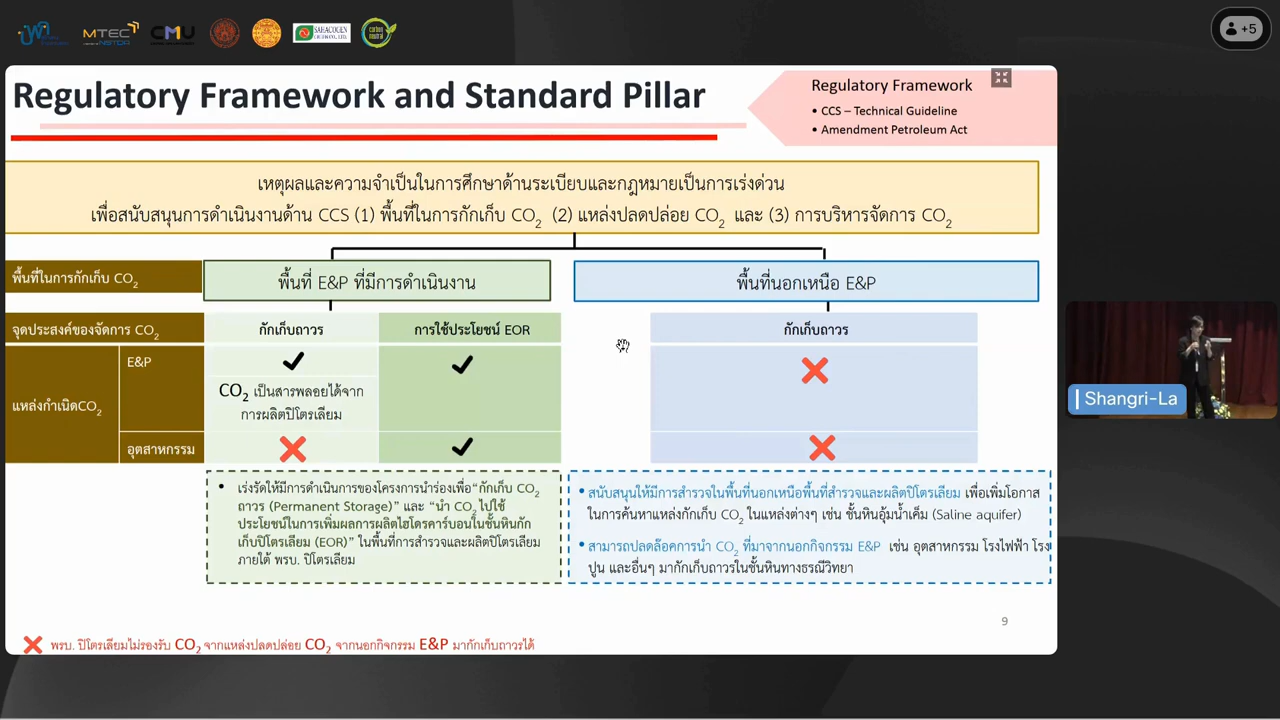 MTEC
NSTDA
CMU
SAHACOGEN
carbon neutral
+5
Regulatory Framework and Standard Pillar
Regulatory Framework
• CCS – Technical Guideline
• Amendment Petroleum Act
เหตุผลและความจำเป็นในการศึกษาด้านระเบียบและกฎหมายเป็นการเร่งด่วน
เพื่อสนับสนุนการดำเนินงานด้าน CCS (1) พื้นที่ในการกักเก็บ CO2 (2) แหล่งปลดปล่อย CO2 และ (3) การบริหารจัดการ CO2
พื้นที่ในการกักเก็บ CO2
พื้นที่ E&P ที่มีการดำเนินงาน
พื้นที่นอกเหนือ E&P
จุดประสงค์ของจัดการ CO2
กักเก็บถาวร
การใช้ประโยชน์ EOR
กักเก็บถาวร
แหล่งกำเนิดCO2
E&P
CO2 เป็นสารพลอยได้จาก
การผลิตปิโตรเลียม
อุตสาหกรรม
• เร่งรัดให้มีการดำเนินการของโครงการนำร่องเพื่อ“กักเก็บ CO2
ถาวร (Permanent Storage)” และ “นำ CO2 ไปใช้
ประโยชน์ในการเพิ่มผลการผลิตไฮโดรคาร์บอนในชั้นหินกัก
เก็บปิโตรเลียม (EOR)” ในพื้นที่การสำรวจและผลิตปิโตรเลียม
ภายใต้ พรบ. ปิโตรเลียม
• สนับสนุนให้มีการสำรวจในพื้นที่นอกเหนือพื้นที่สำรวจและผลิตปิโตรเลียม เพื่อเพิ่มโอกาส
ในการค้นหาแหล่งกักเก็บ CO2 ในแหล่งต่างๆ เช่น ชั้นหินอุ้มน้ำเค็ม (Saline aquifer)
• สามารถปลดล๊อคการนำ CO2 ที่มาจากนอกกิจกรรม E&P เช่น อุตสาหกรรม โรงไฟฟ้า โรง
ปูน และอื่นๆ มากักเก็บถาวรในชั้นหินทางธรณีวิทยา
9
พรบ. ปิโตรเลียมไม่รองรับ CO2 จากแหล่งปลดปล่อย CO2 จากนอกกิจกรรม E&P มากักเก็บถาวรได้
Shangri-La